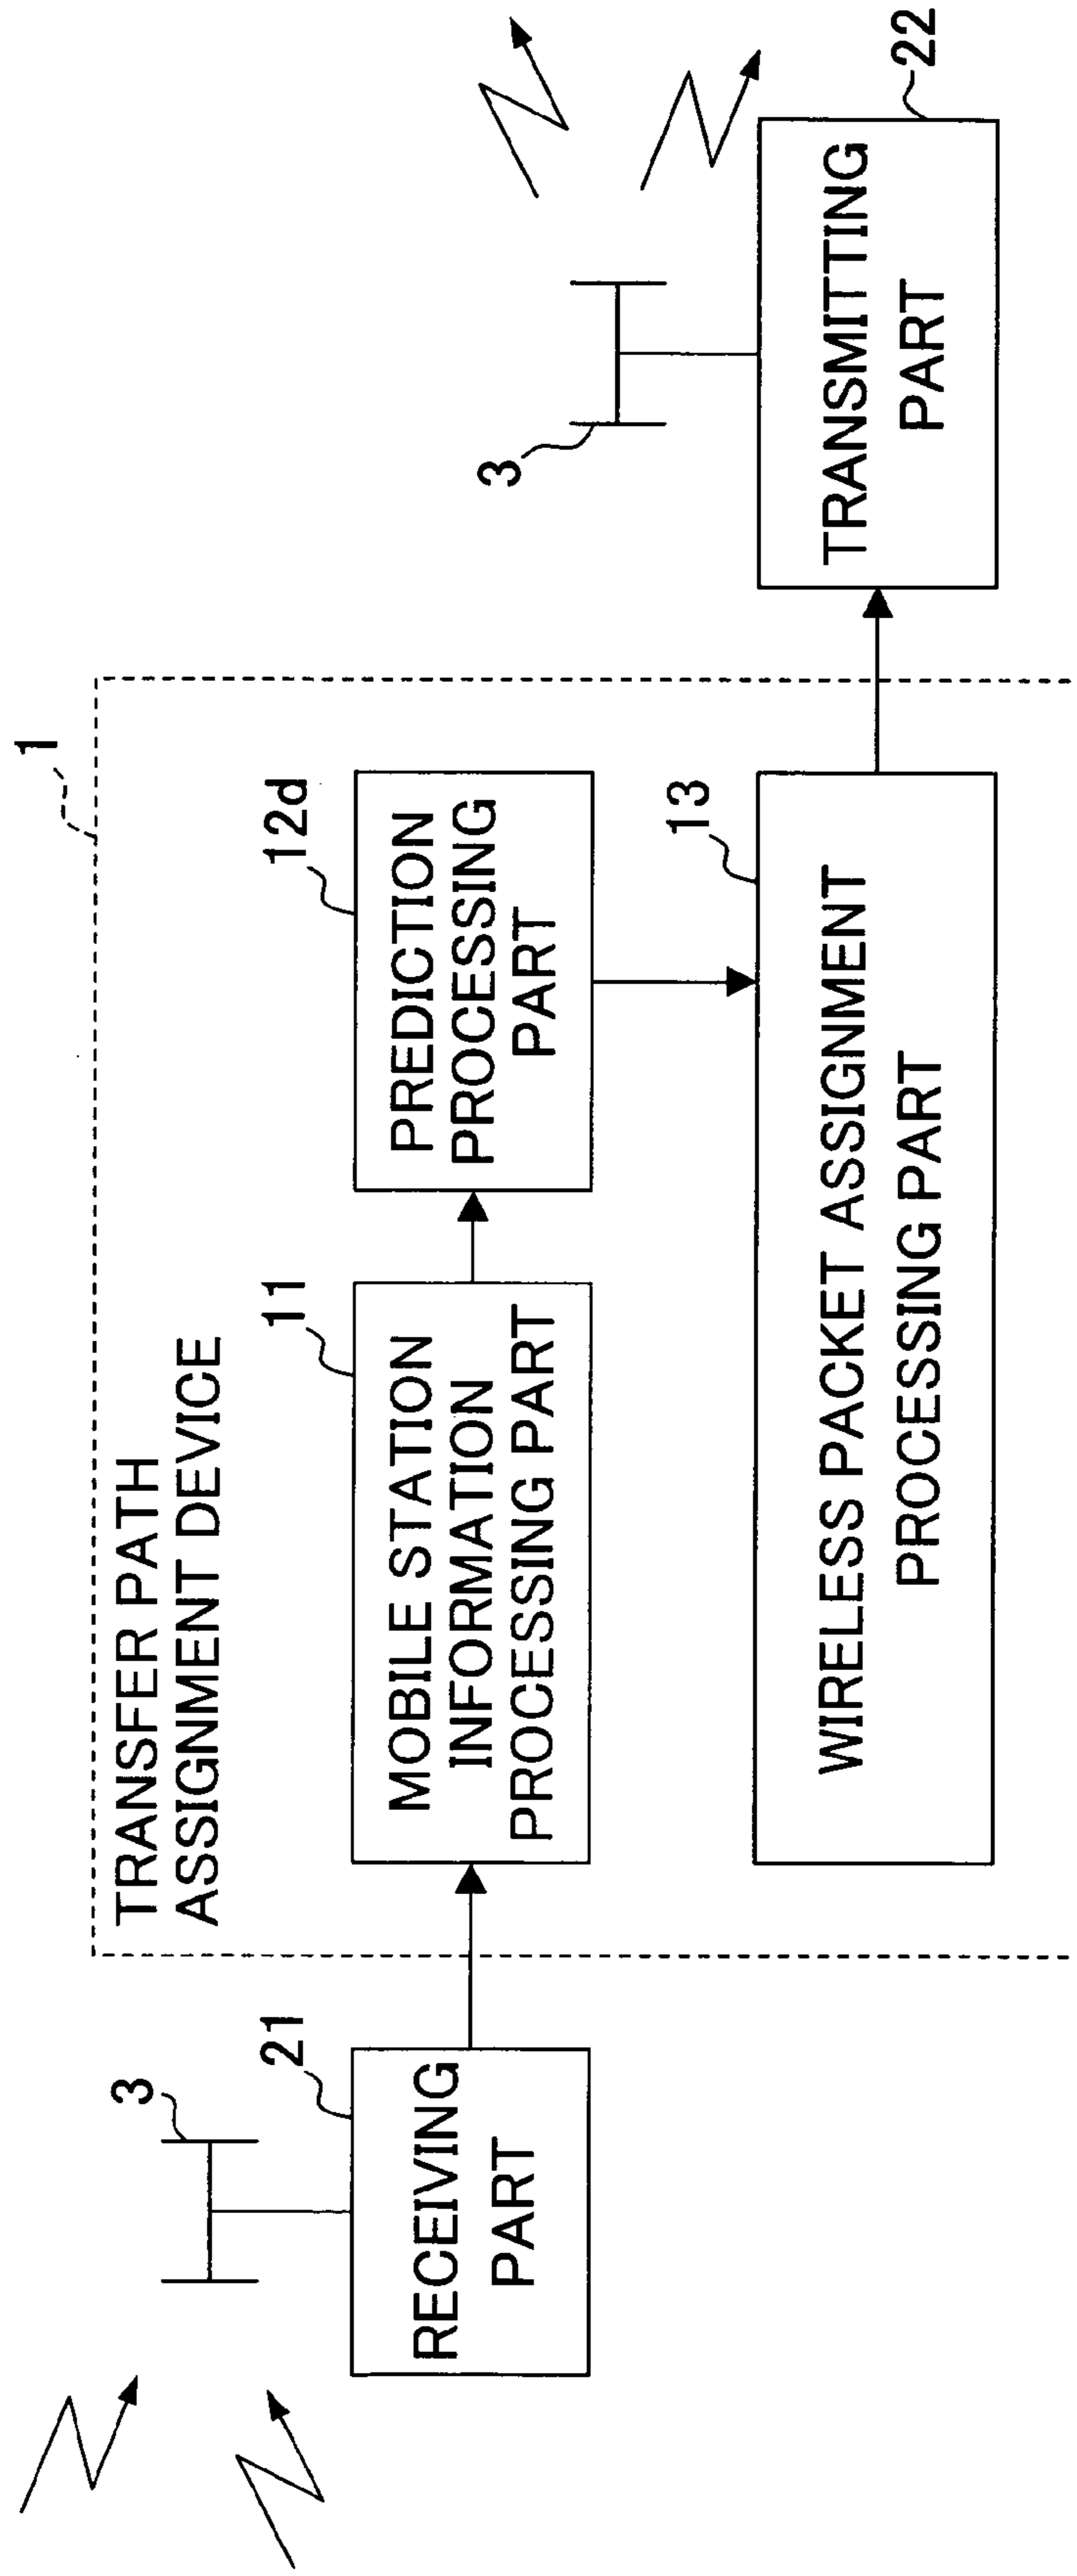 1
TRANSFER PATH
ASSIGNMENT DEVICE
3
21
RECEIVING
PART
11
MOBILE STATION
INFORMATION
PROCESSING PART
12d
PREDICTION
PROCESSING
PART
13
WIRELESS PACKET ASSIGNMENT
PROCESSING PART
3
TRANSMITTING
PART
22